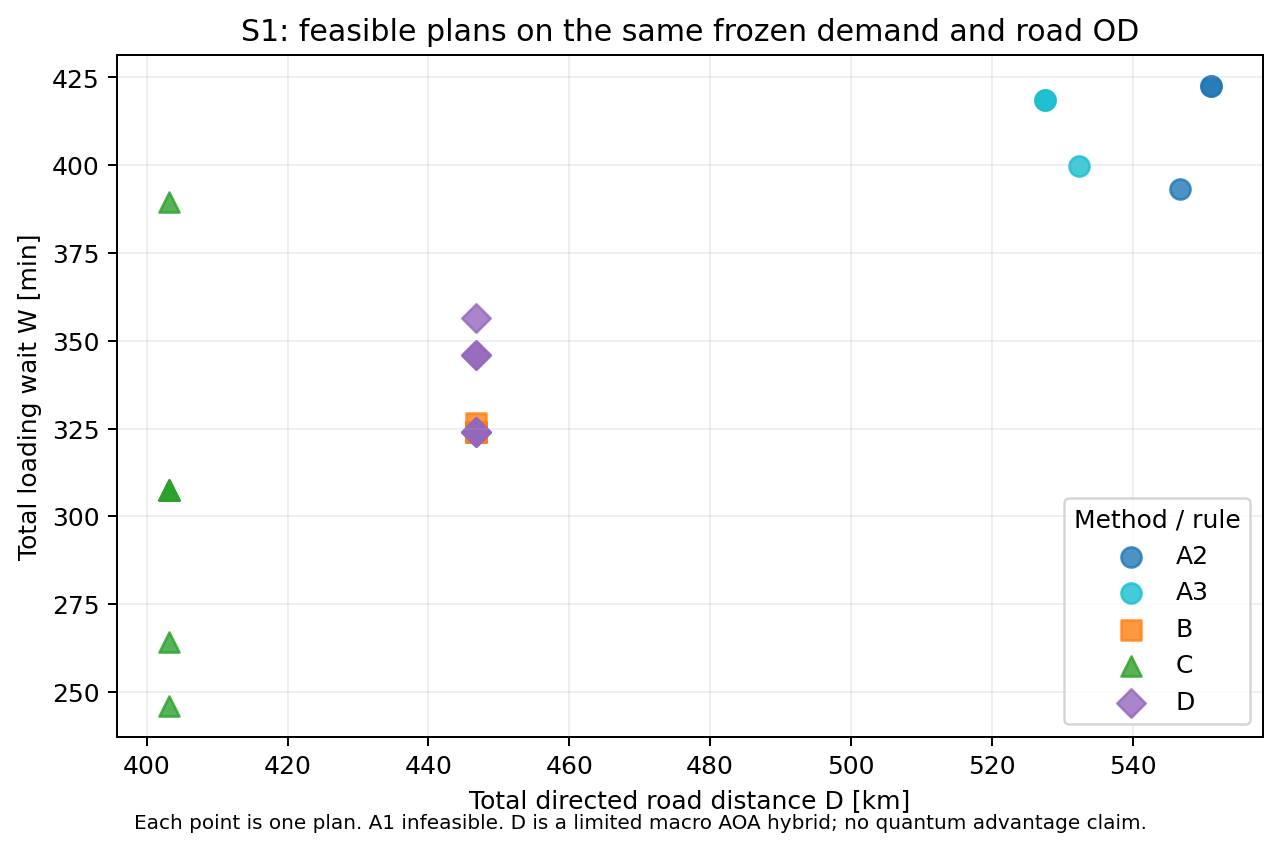 S1: feasible plans on the same frozen demand and road OD
425
400
375
350
325
300
275
250
Total loading wait W [min]
Method / rule
A2
A3
B
C
D
400 420 440 460 480 500 520 540
Total directed road distance D [km]
Each point is one plan. A1 infeasible. D is a limited macro AOA hybrid; no quantum advantage claim.